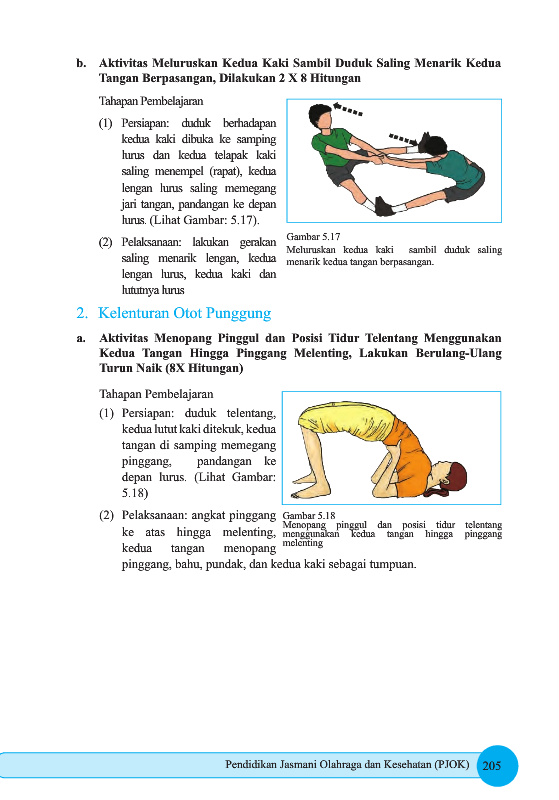 b. Aktivitas Meluruskan Kedua Kaki Sambil Duduk Saling Menarik Kedua
Tangan Berpasangan, Dilakukan 2 X 8 Hitungan
Tahapan Pembelajaran
(1) Persiapan: duduk berhadapan
kedua kaki dibuka ke samping
lurus dan kedua telapak kaki
saling menempel (rapat), kedua
lengan lurus saling memegang
jari tangan, pandangan ke depan
lurus. (Lihat Gambar: 5.17).
(2) Pelaksanaan: lakukan gerakan
saling menarik lengan, kedua
lengan lurus, kedua kaki dan
lututnya lurus
Gambar 5.17
Meluruskan kedua kaki sambil duduk saling
menarik kedua tangan berpasangan.
2. Kelenturan Otot Punggung
a. Aktivitas Menopang Pinggul dan Posisi Tidur Telentang Menggunakan
Kedua Tangan Hingga Pinggang Melenting, Lakukan Berulang-Ulang
Turun Naik (8X Hitungan)
Tahapan Pembelajaran
(1) Persiapan: duduk telentang,
kedua lutut kaki ditekuk, kedua
tangan di samping memegang
pinggang, pandangan ke
depan lurus. (Lihat Gambar:
5.18)
(2) Pelaksanaan: angkat pinggang
ke atas hingga melenting,
kedua tangan menopang
pinggang, bahu, pundak, dan kedua kaki sebagai tumpuan.
Gambar 5.18
Menopang pinggul dan posisi tidur telentang
menggunakan kedua tangan hingga pinggang
melenting
Pendidikan Jasmani Olahraga dan Kesehatan (PJOK) 205